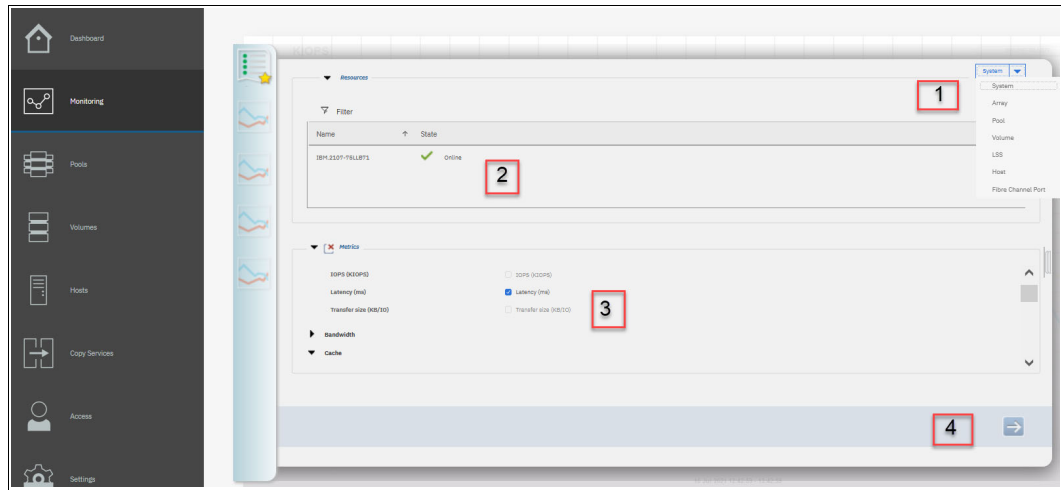 Dashboard
Monitoring
Pools
Volumes
Hosts
Copy Services
Access
Settings
KIOPS
Resources
System
1
System
Array
Pool
Volume
LSS
Host
Fibre Channel Port
Filter
Name State
IBM.2107-75LLB71 Online
2
Metrics
IOPS (KIOPS) IOPS (KIOPS)
Latency (ms) Latency (ms)
Transfer size (KB/IO) Transfer size (KB/IO)
3
Bandwidth
Cache
4